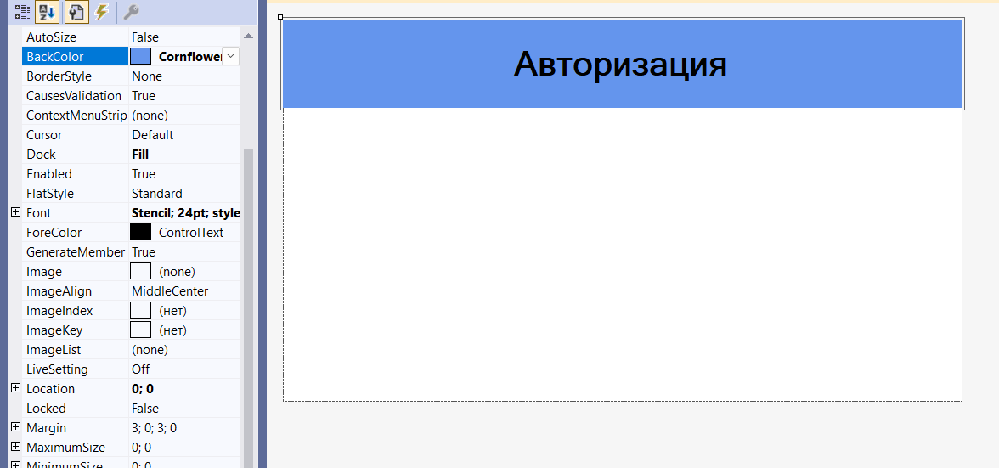 AutoSize False
BackColor Cornflower
BorderStyle None
CausesValidation True
ContextMenuStrip (none)
Cursor Default
Dock Fill
Enabled True
FlatStyle Standard
Font Stencil; 24pt; style
ForeColor ControlText
GenerateMember True
Image (none)
ImageAlign MiddleCenter
ImageIndex (нет)
ImageKey (нет)
ImageList (none)
LiveSetting Off
Location 0; 0
Locked False
Margin 3; 0; 3; 0
MaximumSize 0; 0
MinimumSize 0; 0
Авторизация